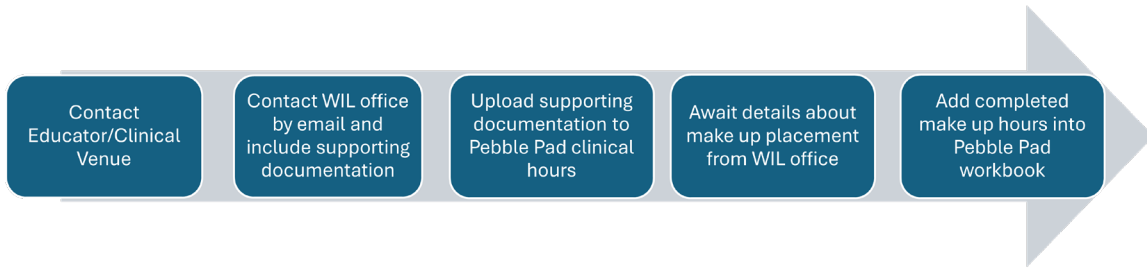 Contact
Educator/Clinical
Venue
Contact WIL office
by email and
include supporting
documentation
Upload supporting
documentation to
Pebble Pad clinical
hours
Await details about
make up placement
from WIL office
Add completed
make up hours into
Pebble Pad
workbook